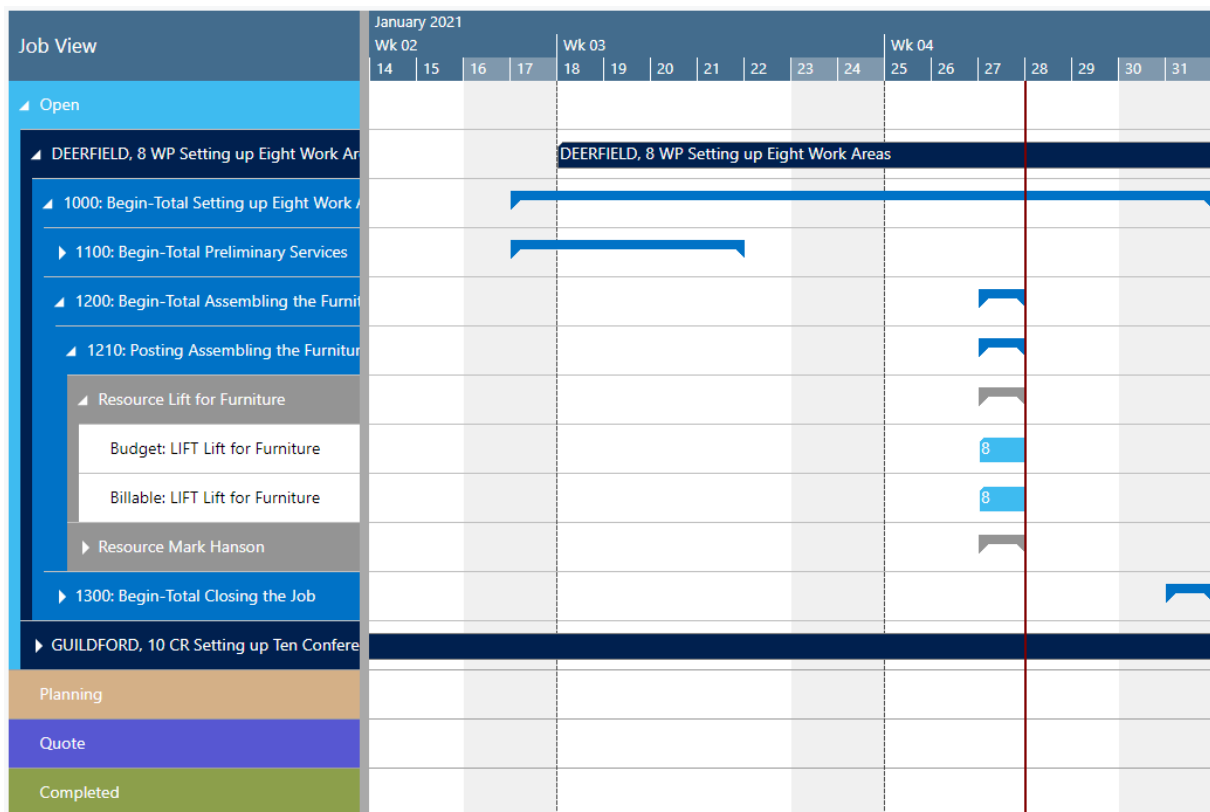 January 2021
Job View
Wk 02 Wk 03 Wk 04
14 15 16 17 18 19 20 21 22 23 24 25 26 27 28 29 30 31
Open
DEERFIELD, 8 WP Setting up Eight Work Ar
DEERFIELD, 8 WP Setting up Eight Work Areas
1000: Begin-Total Setting up Eight Work A
1100: Begin-Total Preliminary Services
1200: Begin-Total Assembling the Furnit
1210: Posting Assembling the Furnitur
Resource Lift for Furniture
Budget: LIFT Lift for Furniture 8
Billable: LIFT Lift for Furniture 8
Resource Mark Hanson
1300: Begin-Total Closing the Job
GUILDFORD, 10 CR Setting up Ten Confere
Planning
Quote
Completed